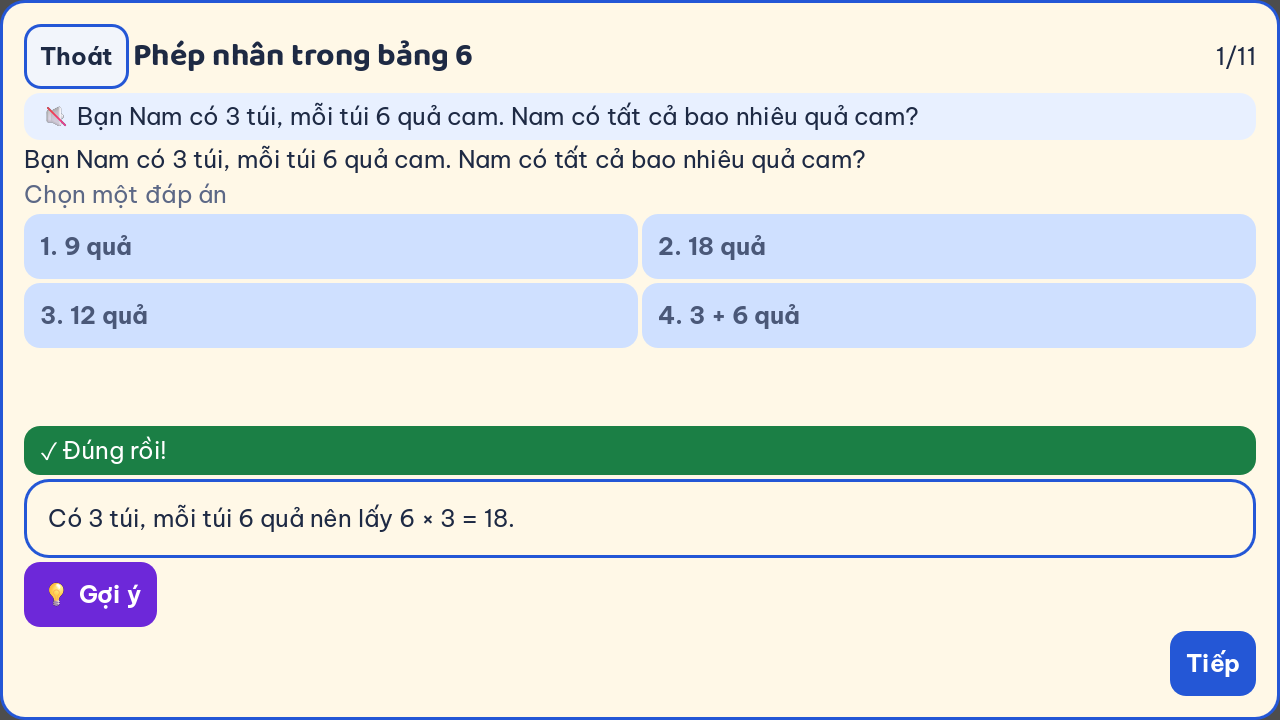 Thoát
Phép nhân trong bảng 6
1/11
Bạn Nam có 3 túi, mỗi túi 6 quả cam. Nam có tất cả bao nhiêu quả cam?
Bạn Nam có 3 túi, mỗi túi 6 quả cam. Nam có tất cả bao nhiêu quả cam?
Chọn một đáp án
1. 9 quả
2. 18 quả
3. 12 quả
4. 3 + 6 quả
✓ Đúng rồi!
Có 3 túi, mỗi túi 6 quả nên lấy 6 × 3 = 18.
Gợi ý
Tiếp